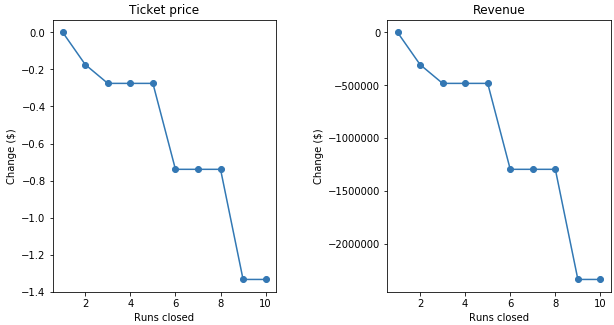 Ticket price
Change ($)
0.0
−0.2
−0.4
−0.6
−0.8
−1.0
−1.2
−1.4
2 4 6 8 10
Runs closed
Revenue
Change ($)
0
−500000
−1000000
−1500000
−2000000
2 4 6 8 10
Runs closed